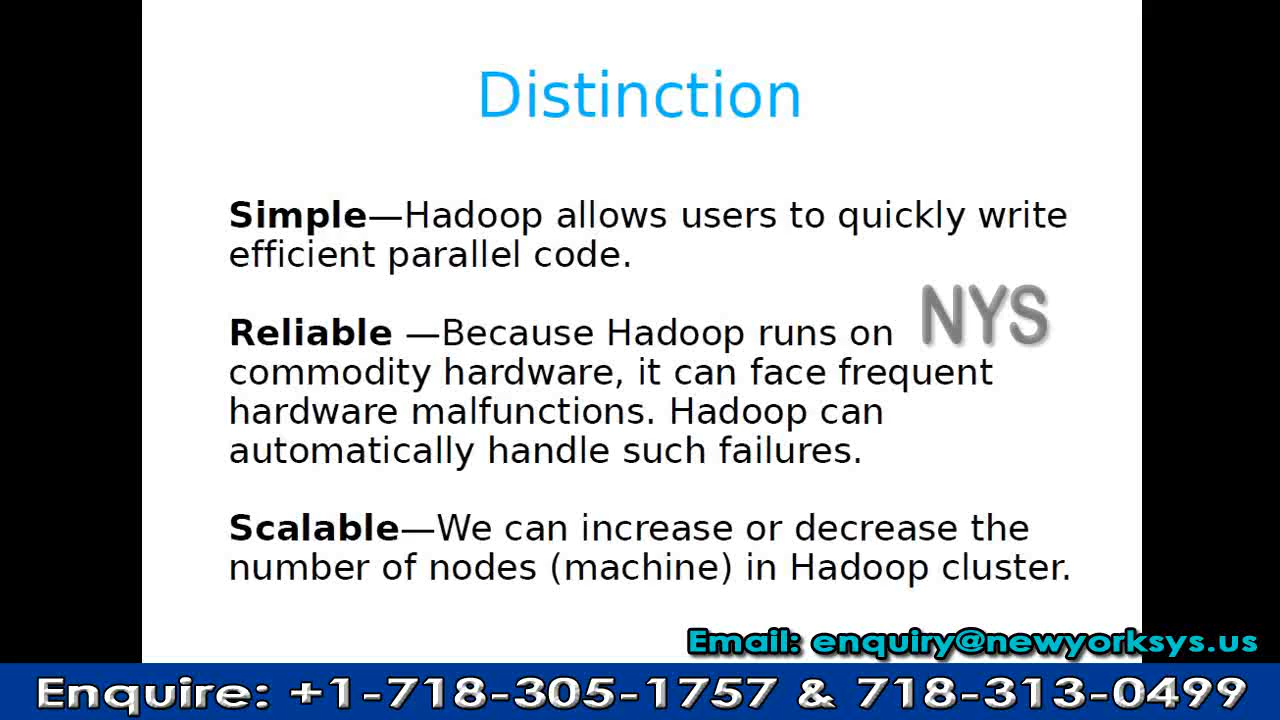 Distinction
Simple—Hadoop allows users to quickly write
efficient parallel code.
Reliable —Because Hadoop runs on
NYS
commodity hardware, it can face frequent
hardware malfunctions. Hadoop can
automatically handle such failures.
Scalable—We can increase or decrease the
number of nodes (machine) in Hadoop cluster.
Email: enquiry@newyorksys.us
Enquire: +1-718-305-1757 & 718-313-0499